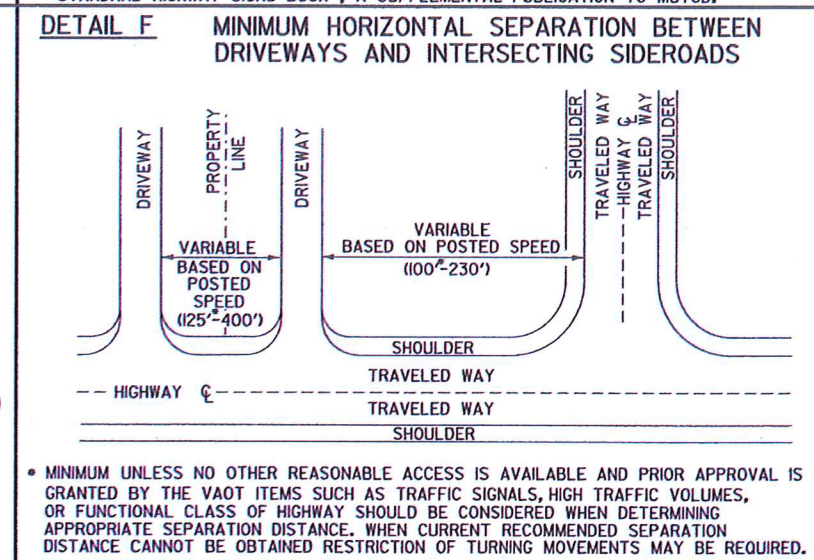 DETAIL F
MINIMUM HORIZONTAL SEPARATION BETWEEN
DRIVEWAYS AND INTERSECTING SIDEROADS
DRIVEWAY
PROPERTY
LINE
DRIVEWAY
SHOULDER
TRAVELED WAY
HIGHWAY ℄
TRAVELED WAY
SHOULDER
VARIABLE
BASED ON
POSTED
SPEED
(125'*-400')
VARIABLE
BASED ON POSTED SPEED
(100'*-230')
SHOULDER
TRAVELED WAY
HIGHWAY ℄
TRAVELED WAY
SHOULDER
* MINIMUM UNLESS NO OTHER REASONABLE ACCESS IS AVAILABLE AND PRIOR APPROVAL IS
GRANTED BY THE VAOT ITEMS SUCH AS TRAFFIC SIGNALS, HIGH TRAFFIC VOLUMES,
OR FUNCTIONAL CLASS OF HIGHWAY SHOULD BE CONSIDERED WHEN DETERMINING
APPROPRIATE SEPARATION DISTANCE. WHEN CURRENT RECOMMENDED SEPARATION
DISTANCE CANNOT BE OBTAINED RESTRICTION OF TURNING MOVEMENTS MAY BE REQUIRED.